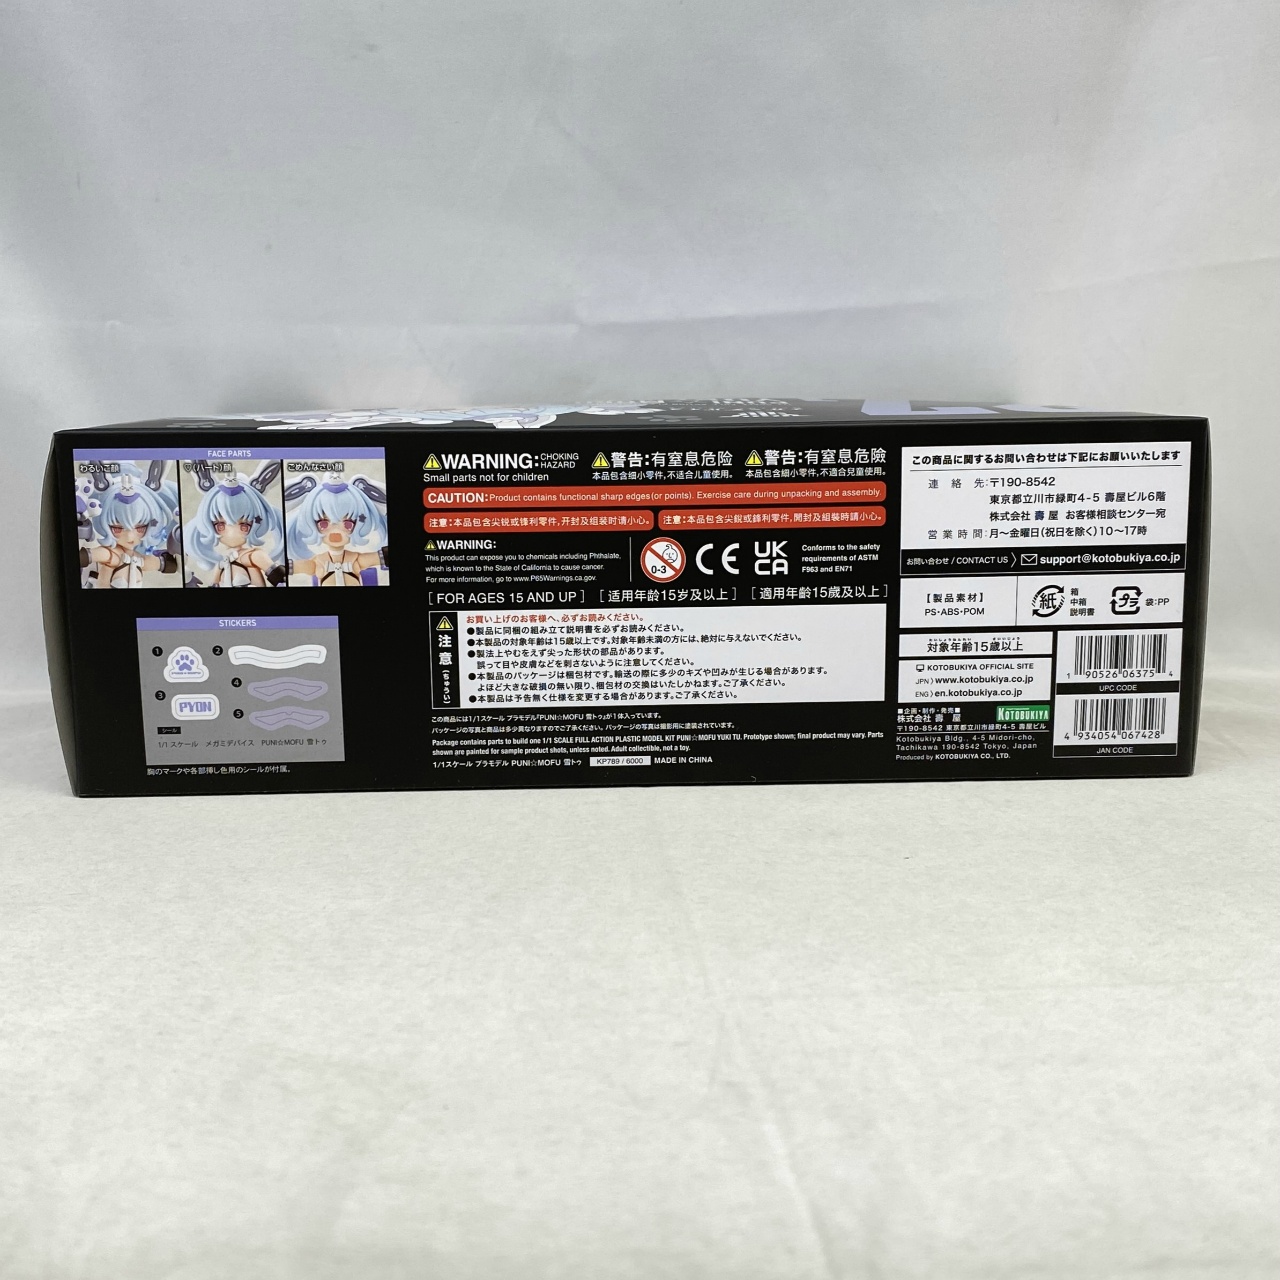 FACE PARTS
わるいこ顔
♡(ハート)顔
ごめんなさい顔
STICKERS
1
2
3
4
5
PYON
シール
1/1スケール メガミデバイス PUNI☆MOFU 雪トゥ
胸のマークや各部挿し色用のシールが付属。
WARNING: CHOKING HAZARD
Small parts not for children
警告:有窒息危险
本品包含细小零件,不适合儿童使用。
警告:有窒息危險
本品包含細小零件,不適合兒童使用。
CAUTION: Product contains functional sharp edges(or points). Exercise care during unpacking and assembly
注意:本品包含尖锐或锋利零件,开封及组装时请小心。
注意:本品包含尖銳或鋒利零件,開封及組裝時請小心。
WARNING:
This product can expose you to chemicals including Phthalate,
which is known to the State of California to cause cancer.
For more information, go to www.P65Warnings.ca.gov.
0-3
CE
UK
CA
Conforms to the safety
requirements of ASTM
F963 and EN71
[ FOR AGES 15 AND UP ] [ 适用年龄15岁及以上 ] [ 適用年齡15歲及以上 ]
注意(ちゅうい)
お買い上げのお客様へ、必ずお読みください。
●製品に同梱の組み立て説明書を必ずお読みください。
●本製品の対象年齢は15歳以上です。対象年齢未満の方には、絶対に与えないでください。
●製法上やむをえず尖った形状の部品があります。
誤って目や皮膚などを刺さないように注意してください。
●本製品のパッケージは梱包材です。輸送の際に多少のキズや凹みが生じる場合があります。
よほど大きな破損の無い限り、梱包材の交換はいたしかねます。ご了承ください。
●本製品は予告無く仕様を変更する場合があります。ご了承ください。
この商品には1/1スケール プラモデル『PUNI☆MOFU 雪トゥ』が1体入っています。
パッケージの写真と商品は多少異なりますのでご了承ください。パッケージの写真は撮影用に塗装されています。
Package contains parts to build one 1/1 SCALE FULL ACTION PLASTIC MODEL KIT PUNI☆MOFU YUKI TU. Prototype shown; final product may vary. Parts
shown are painted for sample product shots, unless noted. Adult collectible, not a toy.
1/1スケール プラモデル PUNI☆MOFU 雪トゥ KP789 / 6000 MADE IN CHINA
この商品に関するお問い合わせは下記にお願いいたします
連絡先:〒190-8542
東京都立川市緑町4-5 壽屋ビル6階
株式会社 壽屋 お客様相談センター宛
営業時間:月〜金曜日(祝日を除く)10〜17時
お問い合わせ / CONTACT US support@kotobukiya.co.jp
【製品素材】
PS・ABS・POM
紙
箱
中箱
説明書
プラ
袋:PP
たいしょうねんれい さいいじょう
対象年齢15歳以上
KOTOBUKIYA OFFICIAL SITE
JPN〉www.kotobukiya.co.jp
ENG〉en.kotobukiya.co.jp
■企画・制作・発売■
株式会社 壽屋
KOTOBUKIYA
〒190-8542 東京都立川市緑町4-5 壽屋ビル
Kotobukiya Bldg., 4-5 Midori-cho,
Tachikawa 190-8542 Tokyo, Japan
Produced by KOTOBUKIYA CO., LTD.
1 90526 06375 4
UPC CODE
4 934054 067428
JAN CODE